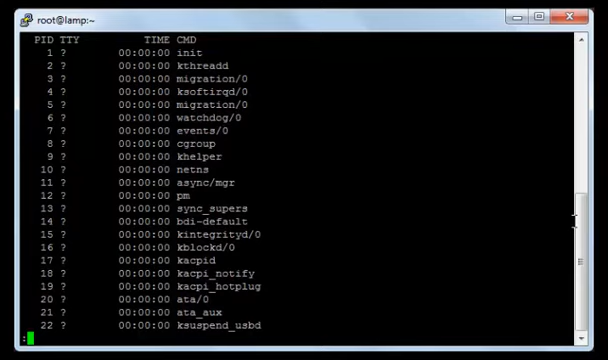 root@lamp:~
PID TTY          TIME CMD
1 ?        00:00:00 init
2 ?        00:00:00 kthreadd
3 ?        00:00:00 migration/0
4 ?        00:00:00 ksoftirqd/0
5 ?        00:00:00 migration/0
6 ?        00:00:00 watchdog/0
7 ?        00:00:00 events/0
8 ?        00:00:00 cgroup
9 ?        00:00:00 khelper
10 ?        00:00:00 netns
11 ?        00:00:00 async/mgr
12 ?        00:00:00 pm
13 ?        00:00:00 sync_supers
14 ?        00:00:00 bdi-default
15 ?        00:00:00 kintegrityd/0
16 ?        00:00:00 kblockd/0
17 ?        00:00:00 kacpid
18 ?        00:00:00 kacpi_notify
19 ?        00:00:00 kacpi_hotplug
20 ?        00:00:00 ata/0
21 ?        00:00:00 ata_aux
22 ?        00:00:00 ksuspend_usbd
: